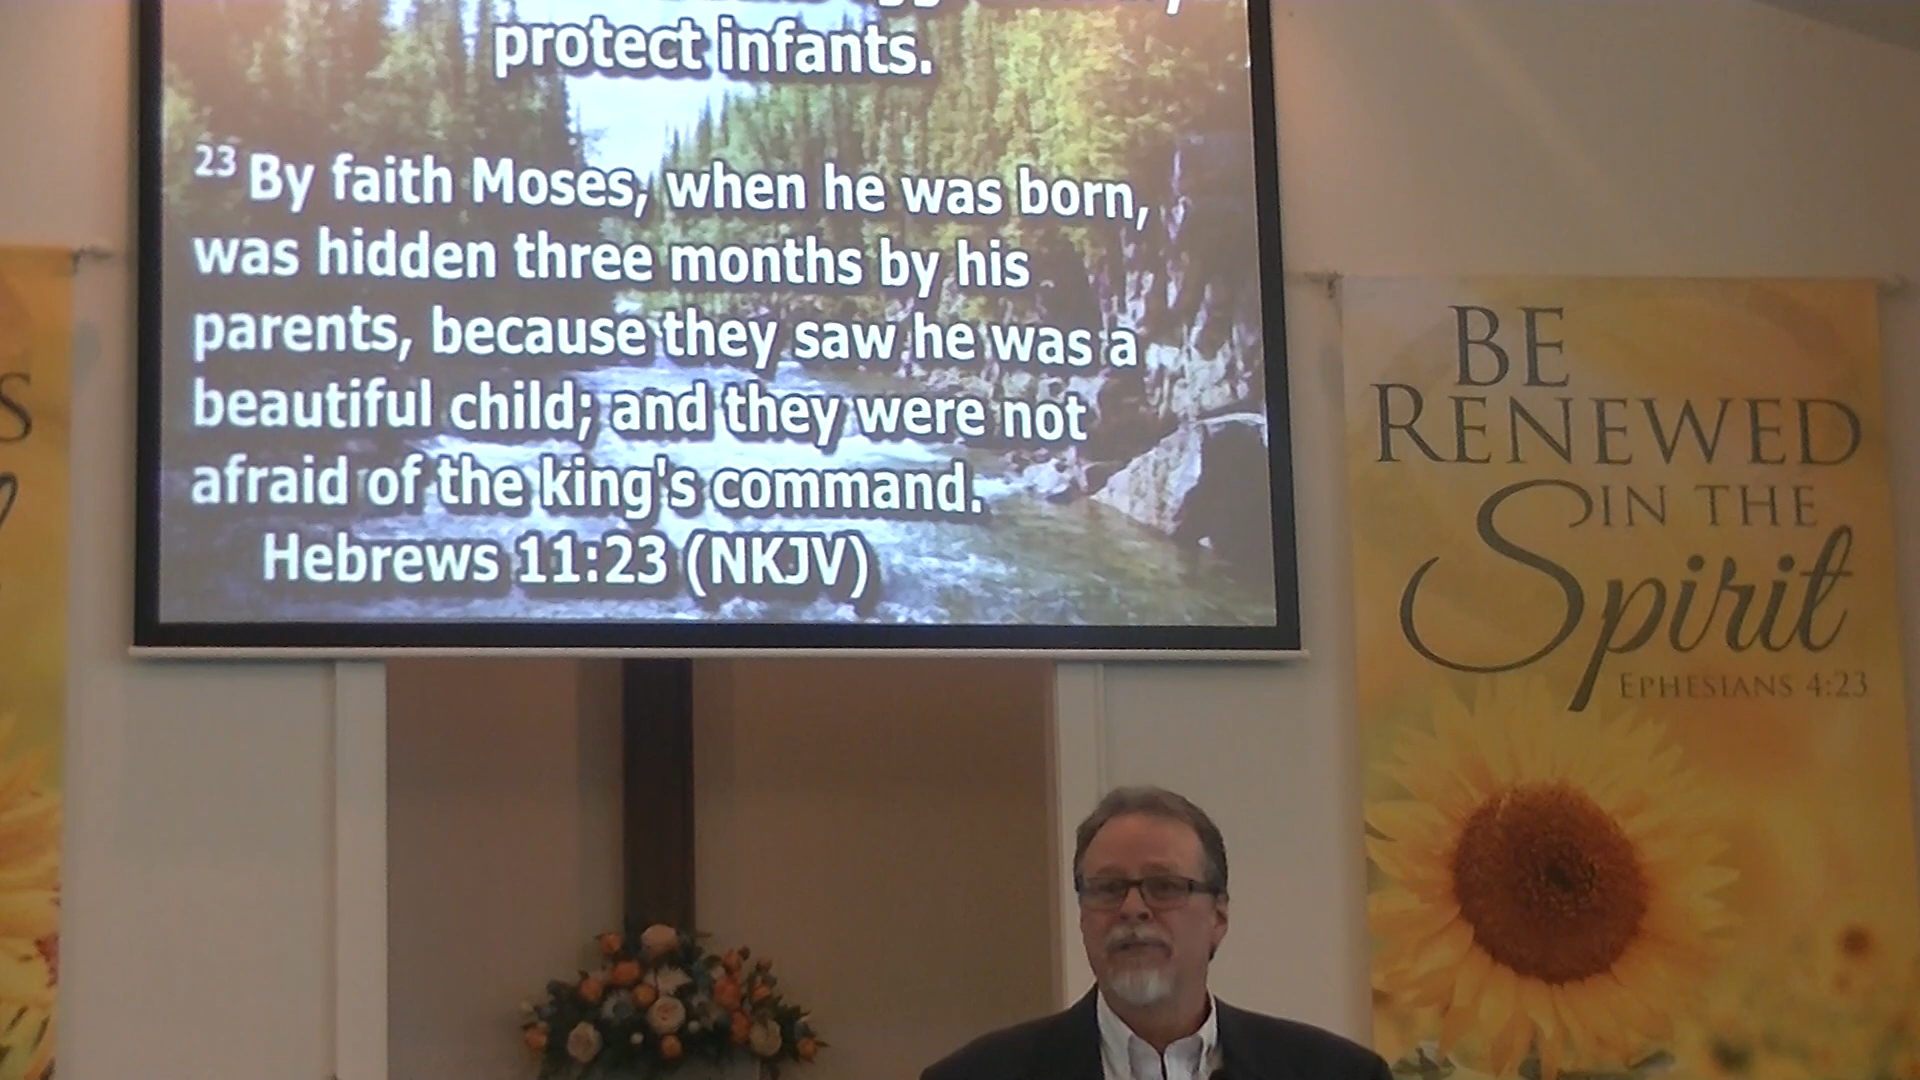 protect infants.
23 By faith Moses, when he was born,
was hidden three months by his
parents, because they saw he was a
beautiful child; and they were not
afraid of the king's command.
Hebrews 11:23 (NKJV)
BE
RENEWED
IN THE
Spirit
EPHESIANS 4:23
S